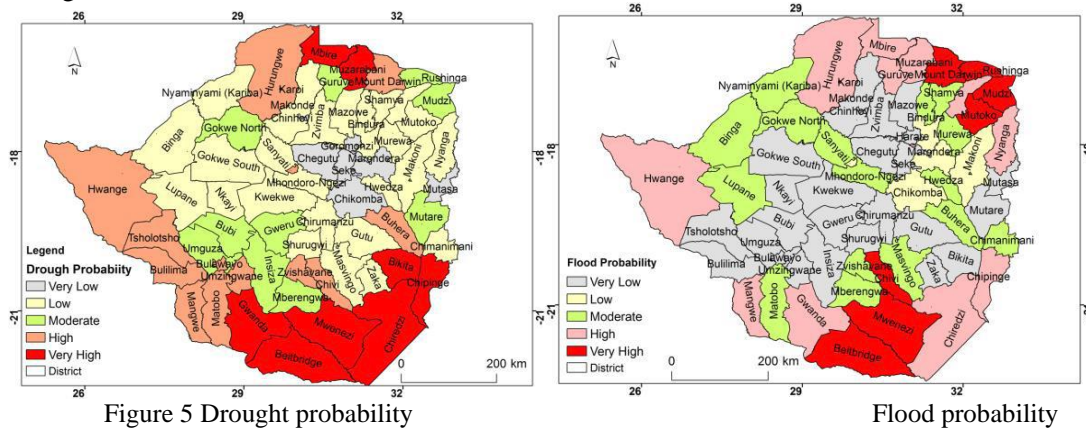 26 29 32
N
Hurungwe
Karoi
Mbire
Muzarabani
Guruve
Mount Darwin
Rushinga
Nyaminyami (Kariba)
Makonde
Chinhoyi
Zvimba
Mazowe
Shamva
Bindura
Mudzi
Mutoko
Murewa
Binga
Gokwe North
Sanyati
Goromonzi
Chegutu
Marondera
Seke
Makoni
Nyanga
-18
Gokwe South
Mhondoro-Ngezi
Hwedza
Mutasa
Hwange
Lupane
Nkayi
Kwekwe
Chikomba
Mutare
Tsholotsho
Bubi
Umguza
Gweru
Chirumanzu
Shurugwi
Gutu
Buhera
Chimanimani
Bulilima
Bulawayo
Umzingwane
Insiza
Zvishavane
Chivi
Masvingo
Zaka
Bikita
Chipinge
Mberengwa
Mangwe
Matobo
Gwanda
Mwenezi
Chiredzi
Beitbridge
-21
Legend
Drough Probabiity
Very Low
Low
Moderate
High
Very High
District
0 200 km
26 29 32
26 29 32
N
Hurungwe
Karoi
Mbire
Muzarabani
Guruve
Mount Darwin
Rushinga
Nyaminyami (Kariba)
Makonde
Chinhoyi
Zvimba
Mazowe
Shamva
Bindura
Mudzi
Mutoko
Murewa
Binga
Gokwe North
Sanyati
Harare
Chegutu
Marondera
Seke
Makoni
Nyanga
-18
Gokwe South
Mhondoro-Ngezi
Hwedza
Mutasa
Hwange
Lupane
Nkayi
Kwekwe
Chikomba
Mutare
Tsholotsho
Bubi
Umguza
Gweru
Chirumanzu
Shurugwi
Gutu
Buhera
Chimanimani
Bulilima
Bulawayo
Umzingwane
Insiza
Zvishavane
Chivi
Masvingo
Zaka
Bikita
Chipinge
Mberengwa
Mangwe
Matobo
Gwanda
Mwenezi
Chiredzi
Beitbridge
-21
Flood Probability
Very Low
Low
Moderate
High
Very High
District
0 200 km
29 32
Figure 5 Drought probability Flood probability